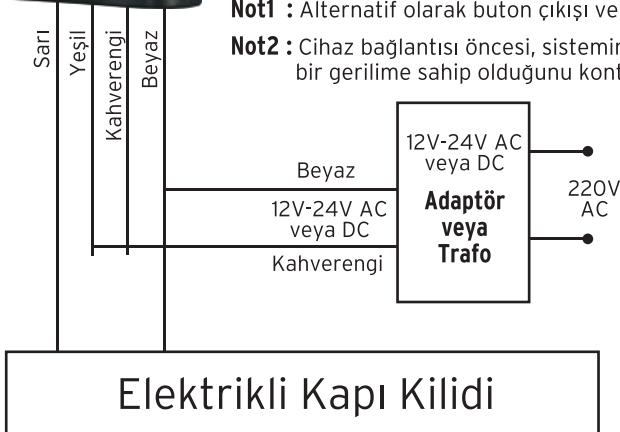 Not1 : Alternatif olarak buton çıkışı ve
Not2 : Cihaz bağlantısı öncesi,
bir gerilime sahip olduğunu
Sarı
Yeşil
Kahverengi
Beyaz
Beyaz
12V-24V AC
veya DC
Kahverengi
12V-24V AC
veya DC
Adaptör
veya
Trafo
220V
AC
Elektrikli Kapı Kilidi